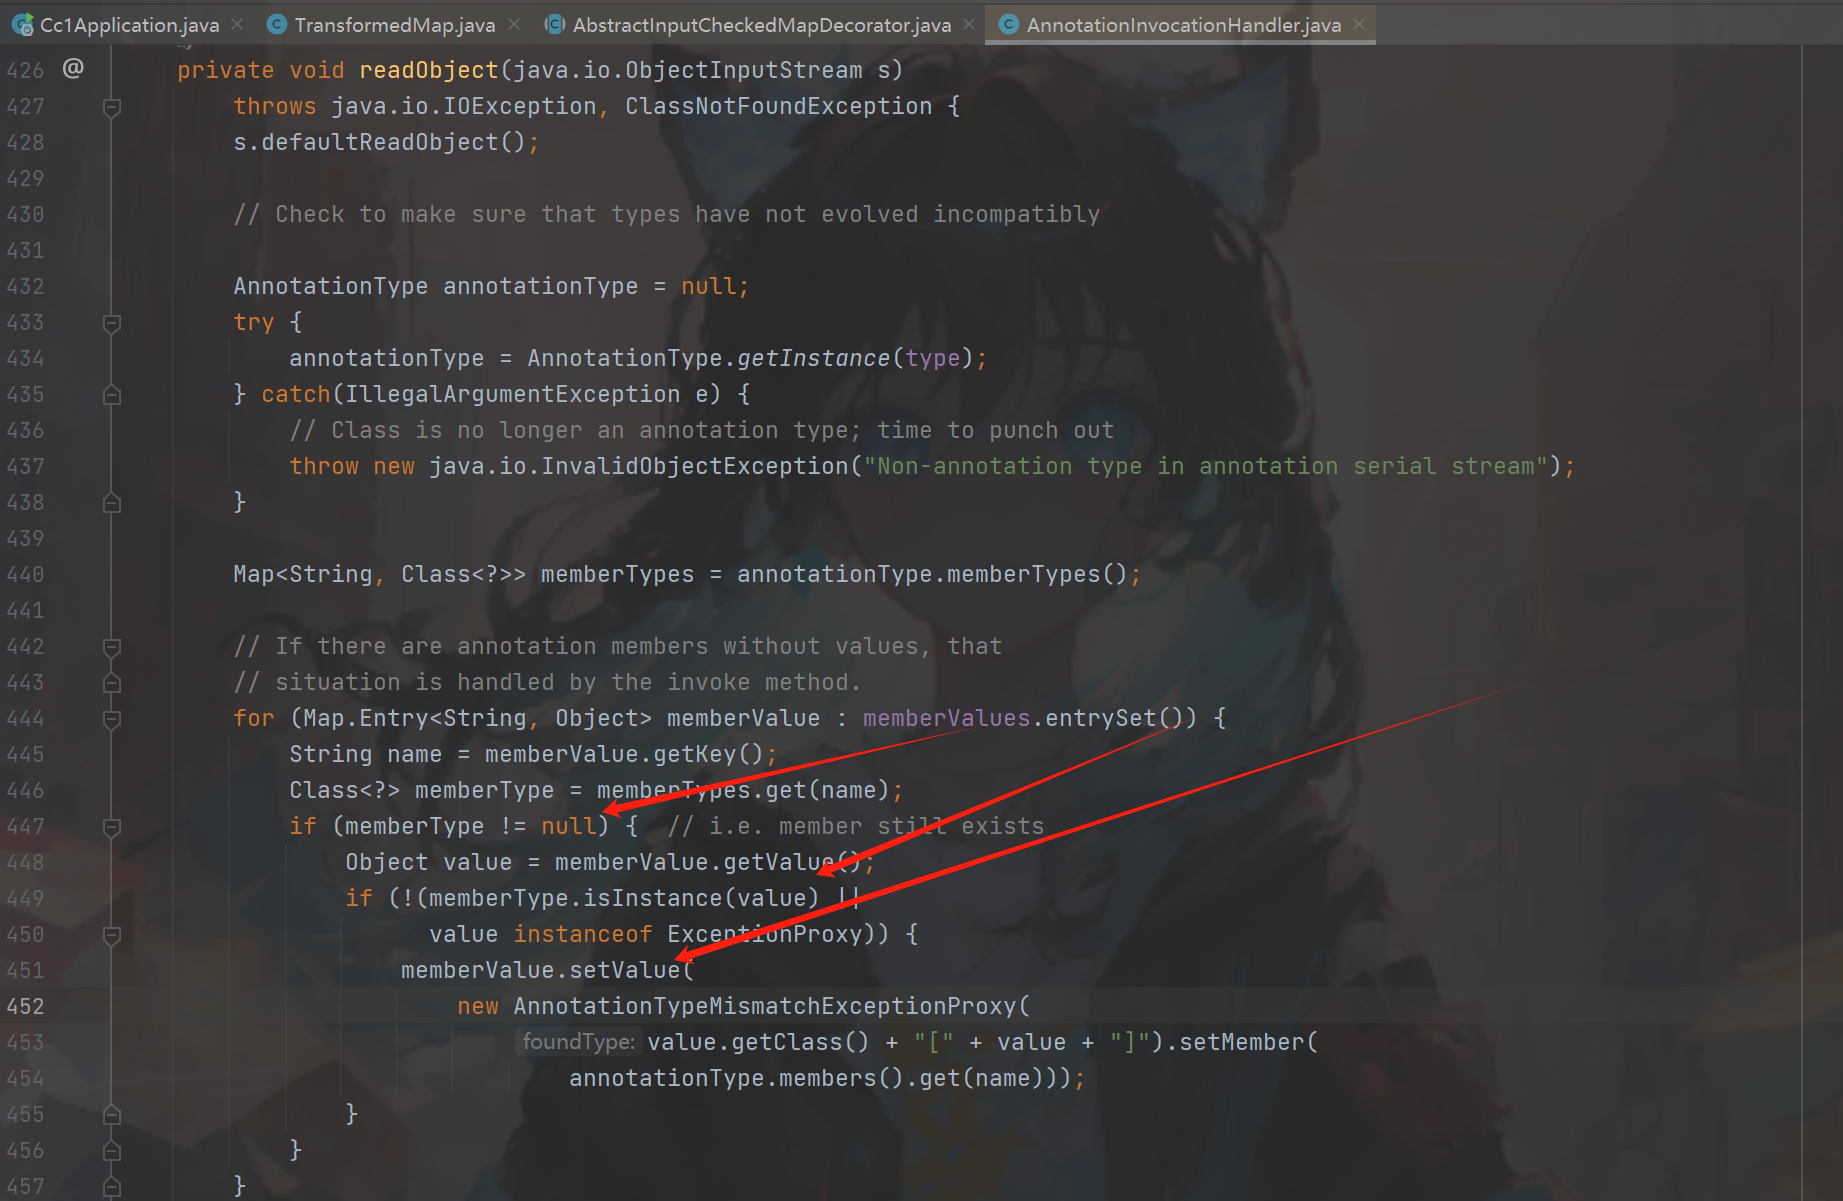 Cc1Application.java TransformedMap.java AbstractInputCheckedMapDecorator.java AnnotationInvocationHandler.java
426 @ private void readObject(java.io.ObjectInputStream s)
427 throws java.io.IOException, ClassNotFoundException {
428 s.defaultReadObject();
429
430 // Check to make sure that types have not evolved incompatibly
431
432 AnnotationType annotationType = null;
433 try {
434 annotationType = AnnotationType.getInstance(type);
435 } catch(IllegalArgumentException e) {
436 // Class is no longer an annotation type; time to punch out
437 throw new java.io.InvalidObjectException("Non-annotation type in annotation serial stream");
438 }
439
440 Map<String, Class<?>> memberTypes = annotationType.memberTypes();
441
442 // If there are annotation members without values, that
443 // situation is handled by the invoke method.
444 for (Map.Entry<String, Object> memberValue : memberValues.entrySet()) {
445 String name = memberValue.getKey();
446 Class<?> memberType = memberTypes.get(name);
447 if (memberType != null) { // i.e. member still exists
448 Object value = memberValue.getValue();
449 if (!(memberType.isInstance(value) ||
450 value instanceof ExceptionProxy)) {
451 memberValue.setValue(
452 new AnnotationTypeMismatchExceptionProxy(
453 foundType: value.getClass() + "[" + value + "]").setMember(
454 annotationType.members().get(name)));
455 }
456 }
457 }